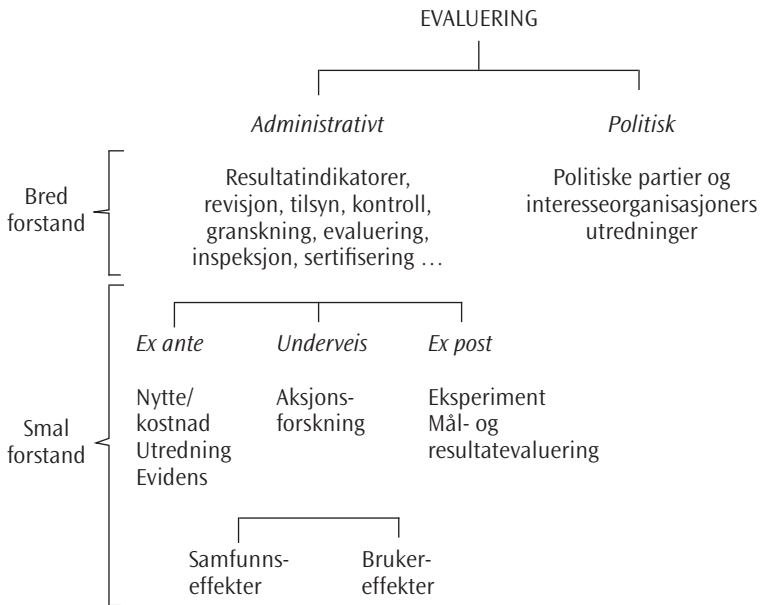 EVALUERING
Administrativt
Politisk
Bred
forstand
Resultatindikatorer,
revisjon, tilsyn, kontroll,
granskning, evaluering,
inspeksjon, sertifisering …
Politiske partier og
interesseorganisasjoners
utredninger
Smal
forstand
Ex ante
Underveis
Ex post
Nytte/
kostnad
Utredning
Evidens
Aksjons-
forskning
Eksperiment
Mål- og
resultatevaluering
Samfunns-
effekter
Bruker-
effekter